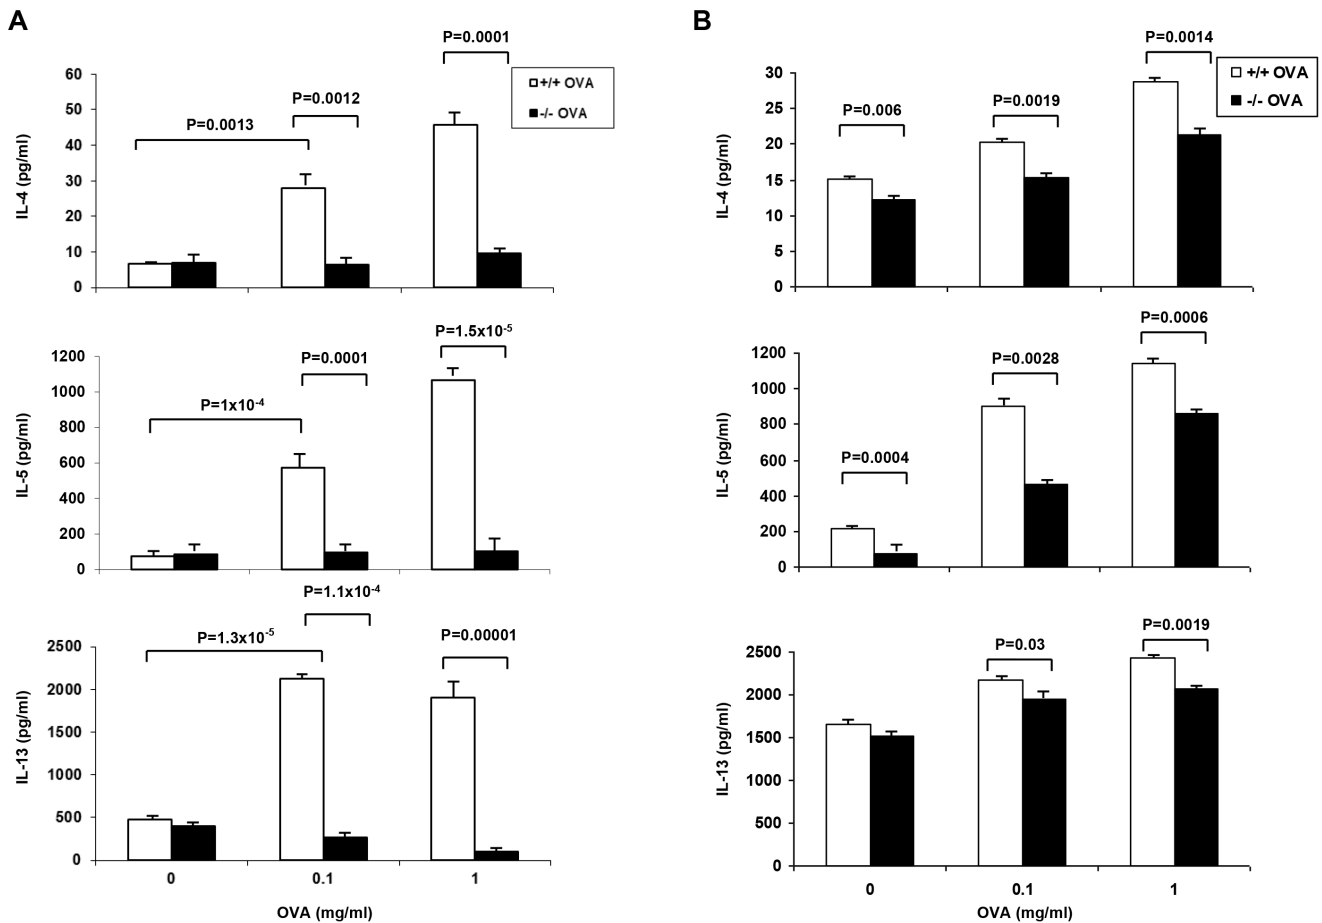 A
P=0.0001
+/+ OVA
-/- OVA
P=0.0012
P=0.0013
60
50
40
30
20
10
0
IL-4 (pg/ml)
P=1.5x10-5
P=0.0001
P=1x10-4
1200
1000
800
600
400
200
0
IL-5 (pg/ml)
P=1.1x10-4
P=1.3x10-5
P=0.00001
2500
2000
1500
1000
500
0
IL-13 (pg/ml)
0 0.1 1
OVA (mg/ml)
B
P=0.0014
+/+ OVA
-/- OVA
P=0.0019
P=0.006
30
25
20
15
10
5
0
IL-4 (pg/ml)
P=0.0006
P=0.0028
P=0.0004
1200
1000
800
600
400
200
0
IL-5 (pg/ml)
P=0.0019
P=0.03
2500
2000
1500
1000
500
0
IL-13 (pg/ml)
0 0.1 1
OVA (mg/ml)